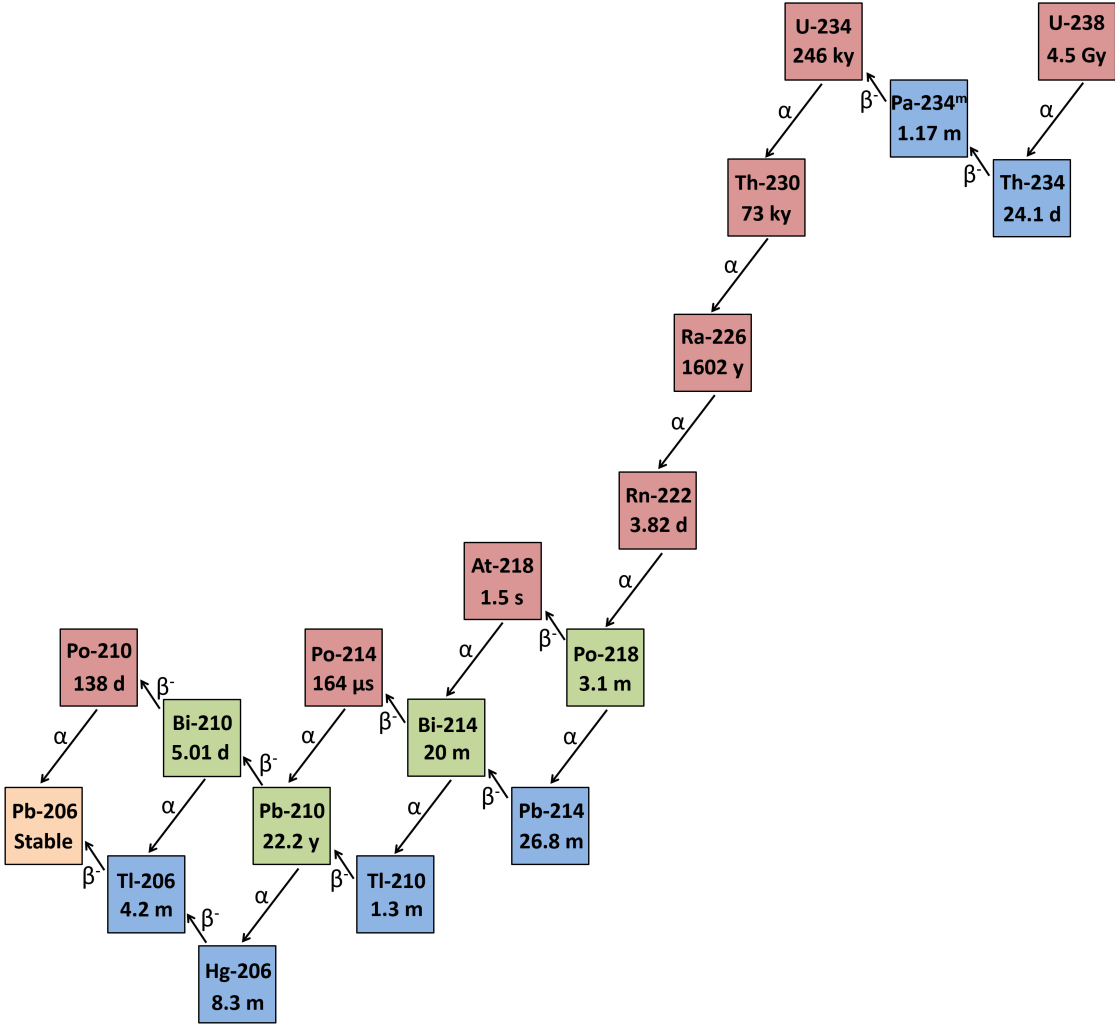 U-234
246 ky
U-238
4.5 Gy
β-
Pa-234ᵐ
1.17 m
α
α
β-
Th-230
73 ky
Th-234
24.1 d
α
Ra-226
1602 y
α
Rn-222
3.82 d
At-218
1.5 s
α
β-
Po-210
138 d
β-
Po-214
164 µs
α
Po-218
3.1 m
Bi-210
5.01 d
β-
Bi-214
20 m
α
α
α
β-
Pb-206
Stable
α
Pb-210
22.2 y
α
β-
Pb-214
26.8 m
β-
Tl-206
4.2 m
β-
Tl-210
1.3 m
β-
α
Hg-206
8.3 m